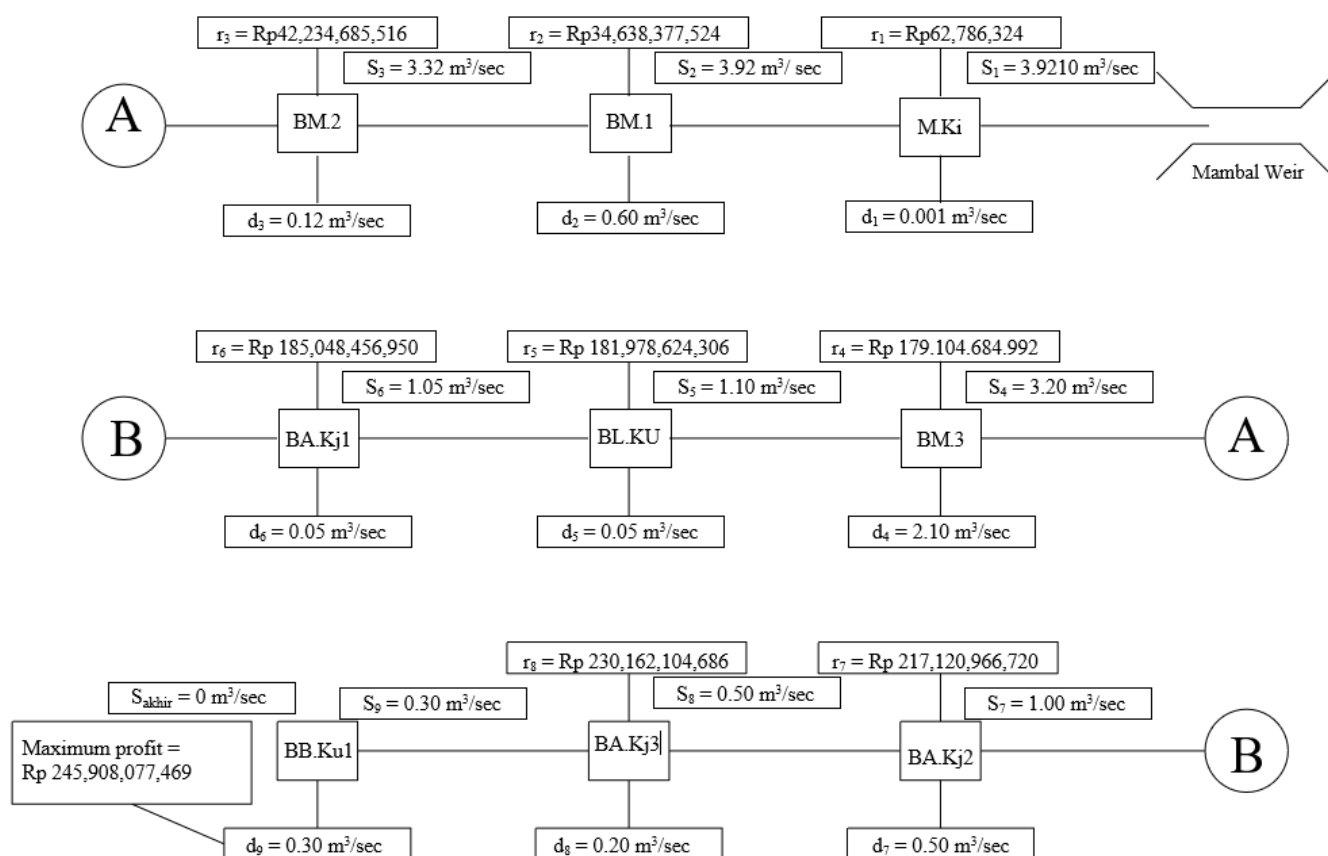 r₃ = Rp42,234,685,516
r₂ = Rp34,638,377,524
r₁ = Rp62,786,324
S₃ = 3.32 m³/sec
S₂ = 3.92 m³/ sec
S₁ = 3.9210 m³/sec
A
BM.2
BM.1
M.Ki
Mambal Weir
d₃ = 0.12 m³/sec
d₂ = 0.60 m³/sec
d₁ = 0.001 m³/sec
r₆ = Rp 185,048,456,950
r₅ = Rp 181,978,624,306
r₄ = Rp 179.104.684.992
S₆ = 1.05 m³/sec
S₅ = 1.10 m³/sec
S₄ = 3.20 m³/sec
B
BA.Kj1
BL.KU
BM.3
A
d₆ = 0.05 m³/sec
d₅ = 0.05 m³/sec
d₄ = 2.10 m³/sec
r₈ = Rp 230,162,104,686
r₇ = Rp 217,120,966,720
Sakhir = 0 m³/sec
S₉ = 0.30 m³/sec
S₈ = 0.50 m³/sec
S₇ = 1.00 m³/sec
Maximum profit =
Rp 245,908,077,469
BB.Ku1
BA.Kj3
BA.Kj2
B
d₉ = 0.30 m³/sec
d₈ = 0.20 m³/sec
d₇ = 0.50 m³/sec